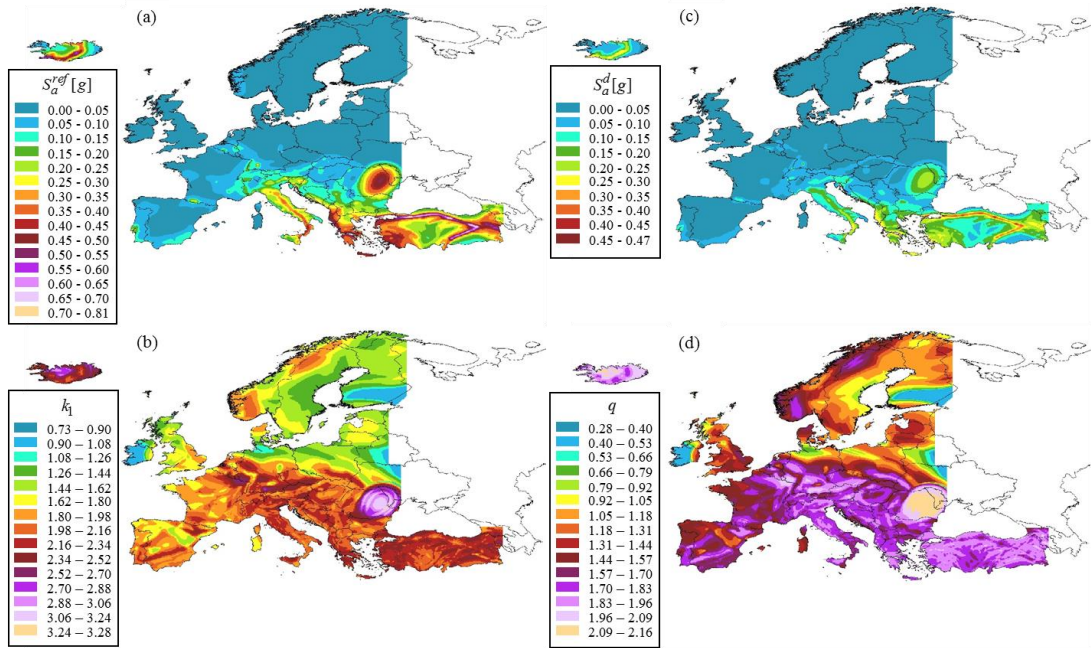 (a)
S_a^ref [g]
0.00 - 0.05
0.05 - 0.10
0.10 - 0.15
0.15 - 0.20
0.20 - 0.25
0.25 - 0.30
0.30 - 0.35
0.35 - 0.40
0.40 - 0.45
0.45 - 0.50
0.50 - 0.55
0.55 - 0.60
0.60 - 0.65
0.65 - 0.70
0.70 - 0.81
(c)
S_a^d [g]
0.00 - 0.05
0.05 - 0.10
0.10 - 0.15
0.15 - 0.20
0.20 - 0.25
0.25 - 0.30
0.30 - 0.35
0.35 - 0.40
0.40 - 0.45
0.45 - 0.47
(b)
k_1
0.73 – 0.90
0.90 - 1.08
1.08 - 1.26
1.26 - 1.44
1.44 – 1.62
1.62 – 1.80
1.80 – 1.98
1.98 – 2.16
2.16 – 2.34
2.34 – 2.52
2.52 – 2.70
2.70 – 2.88
2.88 – 3.06
3.06 – 3.24
3.24 – 3.28
(d)
q
0.28 – 0.40
0.40 – 0.53
0.53 – 0.66
0.66 – 0.79
0.79 – 0.92
0.92 – 1.05
1.05 – 1.18
1.18 – 1.31
1.31 – 1.44
1.44 – 1.57
1.57 – 1.70
1.70 – 1.83
1.83 – 1.96
1.96 – 2.09
2.09 – 2.16